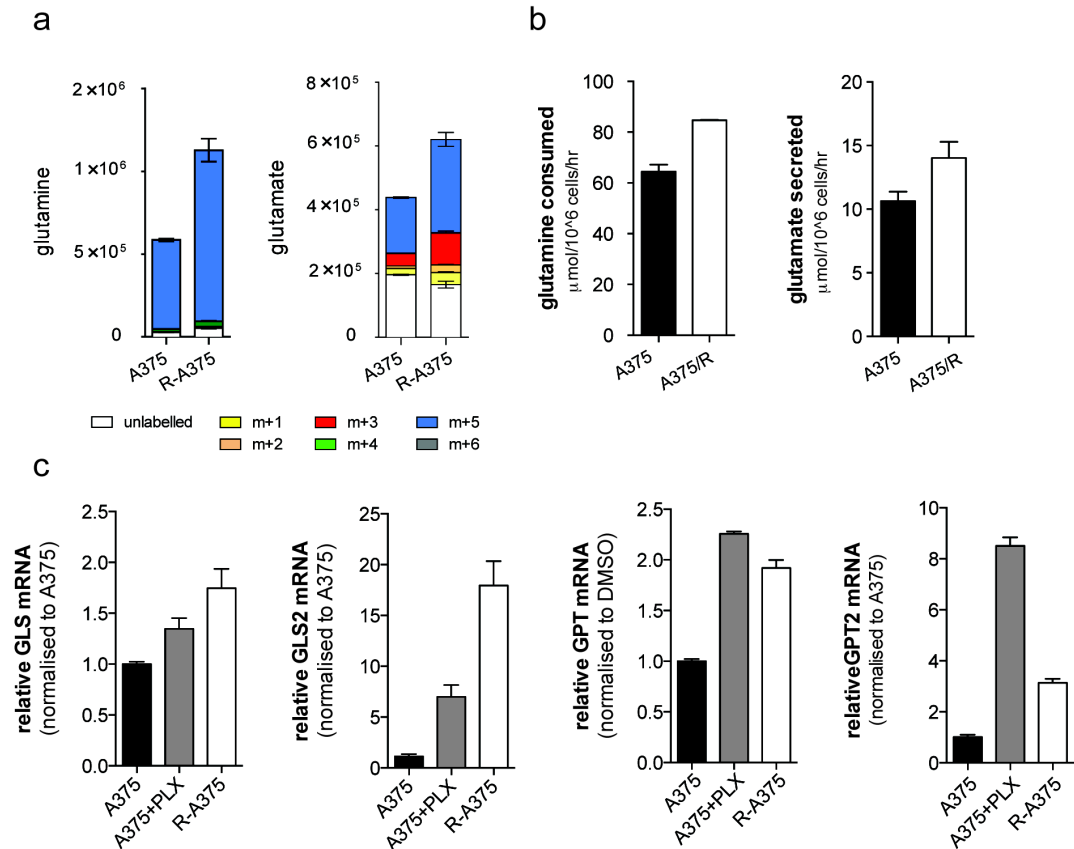 a
glutamine
2×10^6
1×10^6
5×10^5
0
A375
R-A375
glutamate
8×10^5
6×10^5
4×10^5
2×10^5
0
A375
R-A375
unlabelled
m+1
m+3
m+5
m+2
m+4
m+6
b
glutamine consumed
μmol/10^6 cells/hr
100
80
60
40
20
0
A375
A375/R
glutamate secreted
μmol/10^6 cells/hr
20
15
10
5
0
A375
A375/R
c
relative GLS mRNA
(normalised to A375)
2.5
2.0
1.5
1.0
0.5
0.0
A375
A375+PLX
R-A375
relative GLS2 mRNA
(normalised to A375)
25
20
15
10
5
0
A375
A375+PLX
R-A375
relative GPT mRNA
(normalised to DMSO)
2.5
2.0
1.5
1.0
0.5
0.0
A375
A375+PLX
R-A375
relativeGPT2 mRNA
(normalised to A375)
10
8
6
4
2
0
A375
A375+PLX
R-A375